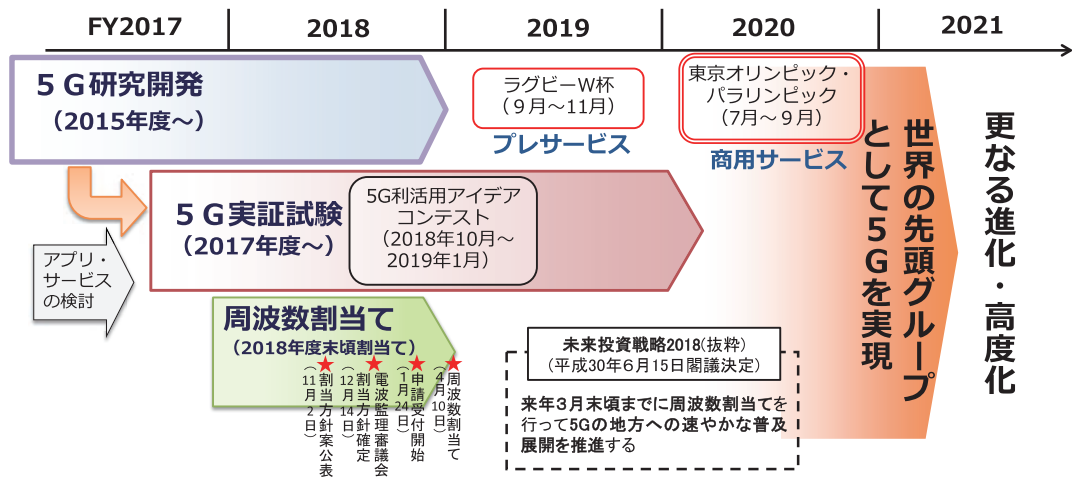 FY2017
2018
2019
2020
2021
5G研究開発
(2015年度～)
ラグビーW杯
(9月～11月)
プレサービス
東京オリンピック・
パラリンピック
(7月～9月)
商用サービス
5G実証試験
(2017年度～)
5G利活用アイデア
コンテスト
(2018年10月～
2019年1月)
アプリ・
サービス
の検討
周波数割当て
(2018年度末頃割当て)
割当方針案公表
(11月2日)
電波監理審議会
割当方針確定
(12月14日)
申請受付開始
(1月24日)
周波数割当て
(4月10日)
未来投資戦略2018(抜粋)
(平成30年6月15日閣議決定)
来年3月末頃までに周波数割当てを
行って5Gの地方への速やかな普及
展開を推進する
世界の先頭グループ
として5Gを実現
更なる進化・高度化